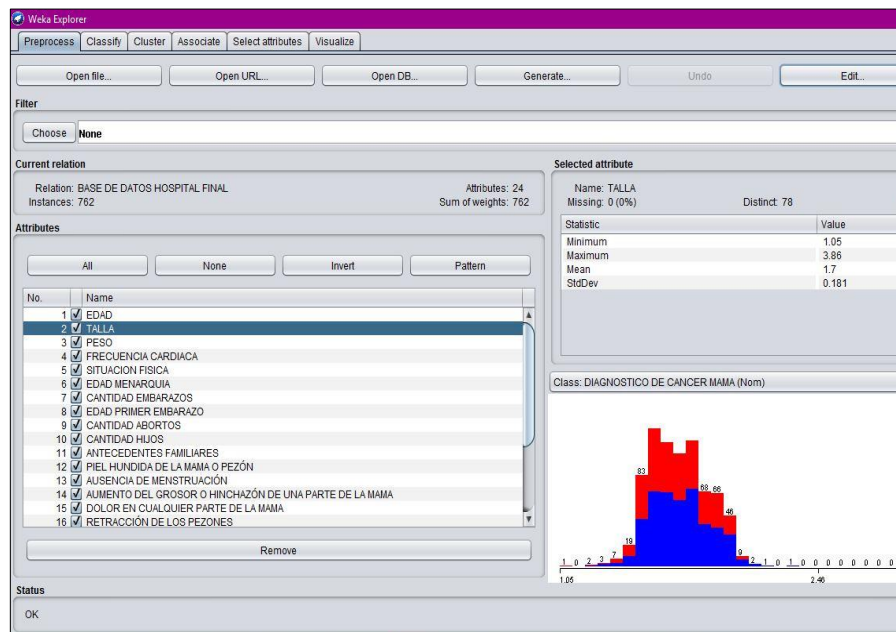 Weka Explorer
Preprocess Classify Cluster Associate Select attributes Visualize
Open file... Open URL... Open DB... Generate... Undo Edit...
Filter
Choose None
Current relation
Relation: BASE DE DATOS HOSPITAL FINAL Attributes: 24
Instances: 762 Sum of weights: 762
Attributes
All None Invert Pattern
No. Name
1 EDAD
2 TALLA
3 PESO
4 FRECUENCIA CARDIACA
5 SITUACION FISICA
6 EDAD MENARQUIA
7 CANTIDAD EMBARAZOS
8 EDAD PRIMER EMBARAZO
9 CANTIDAD ABORTOS
10 CANTIDAD HIJOS
11 ANTECEDENTES FAMILIARES
12 PIEL HUNDIDA DE LA MAMA O PEZÓN
13 AUSENCIA DE MENSTRUACIÓN
14 AUMENTO DEL GROSOR O HINCHAZÓN DE UNA PARTE DE LA MAMA
15 DOLOR EN CUALQUIER PARTE DE LA MAMA
16 RETRACCIÓN DE LOS PEZONES
Remove
Selected attribute
Name: TALLA
Missing: 0 (0%) Distinct: 78
Statistic Value
Minimum 1.05
Maximum 3.86
Mean 1.7
StdDev 0.181
Class: DIAGNOSTICO DE CANCER MAMA (Nom)
83
68 66
46
19
1 0 2 3 7 9 2 1 0 1 0 0 0 0 0 0 0 0
1.05 2.46
Status
OK